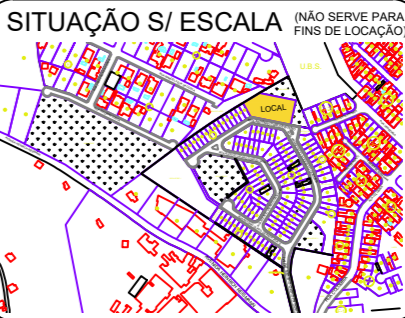 SITUAÇÃO S/ ESCALA (NÃO SERVE PARA
FINS DE LOCAÇÃO)
U.B.S
LOCAL